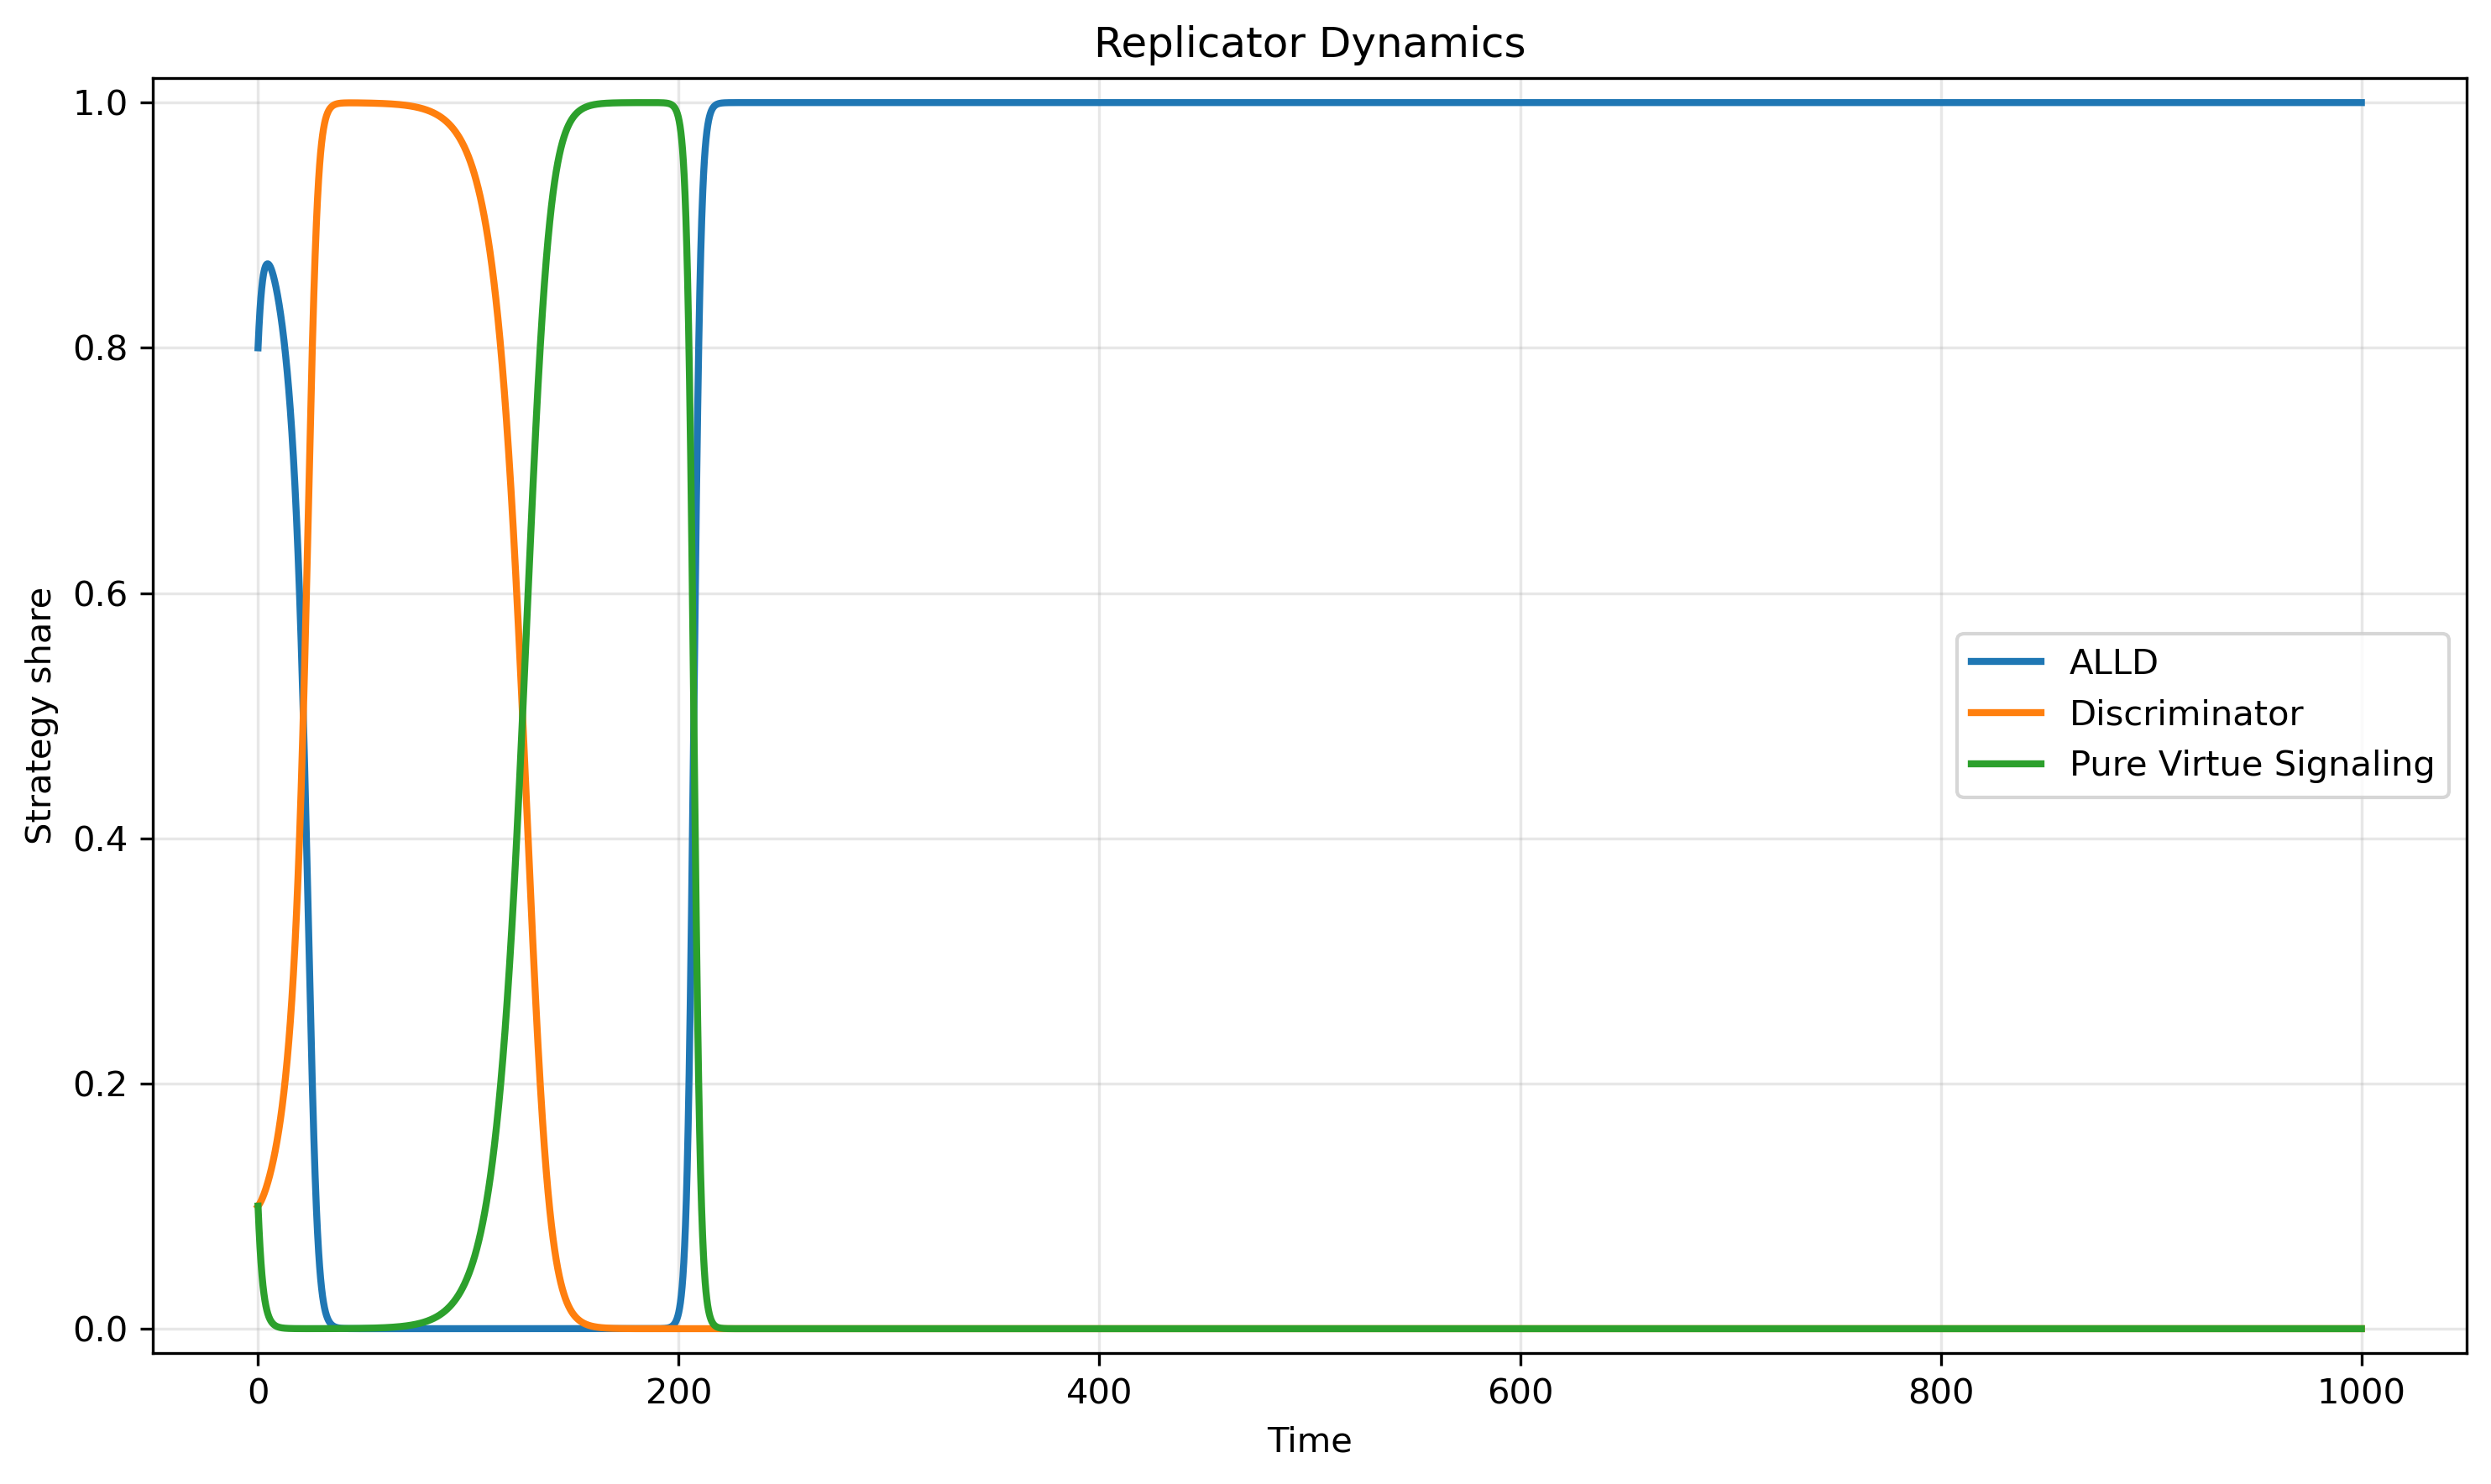 Replicator Dynamics
Strategy share
1.0
0.8
0.6
0.4
0.2
0.0
ALLD
Discriminator
Pure Virtue Signaling
0 200 400 600 800 1000
Time